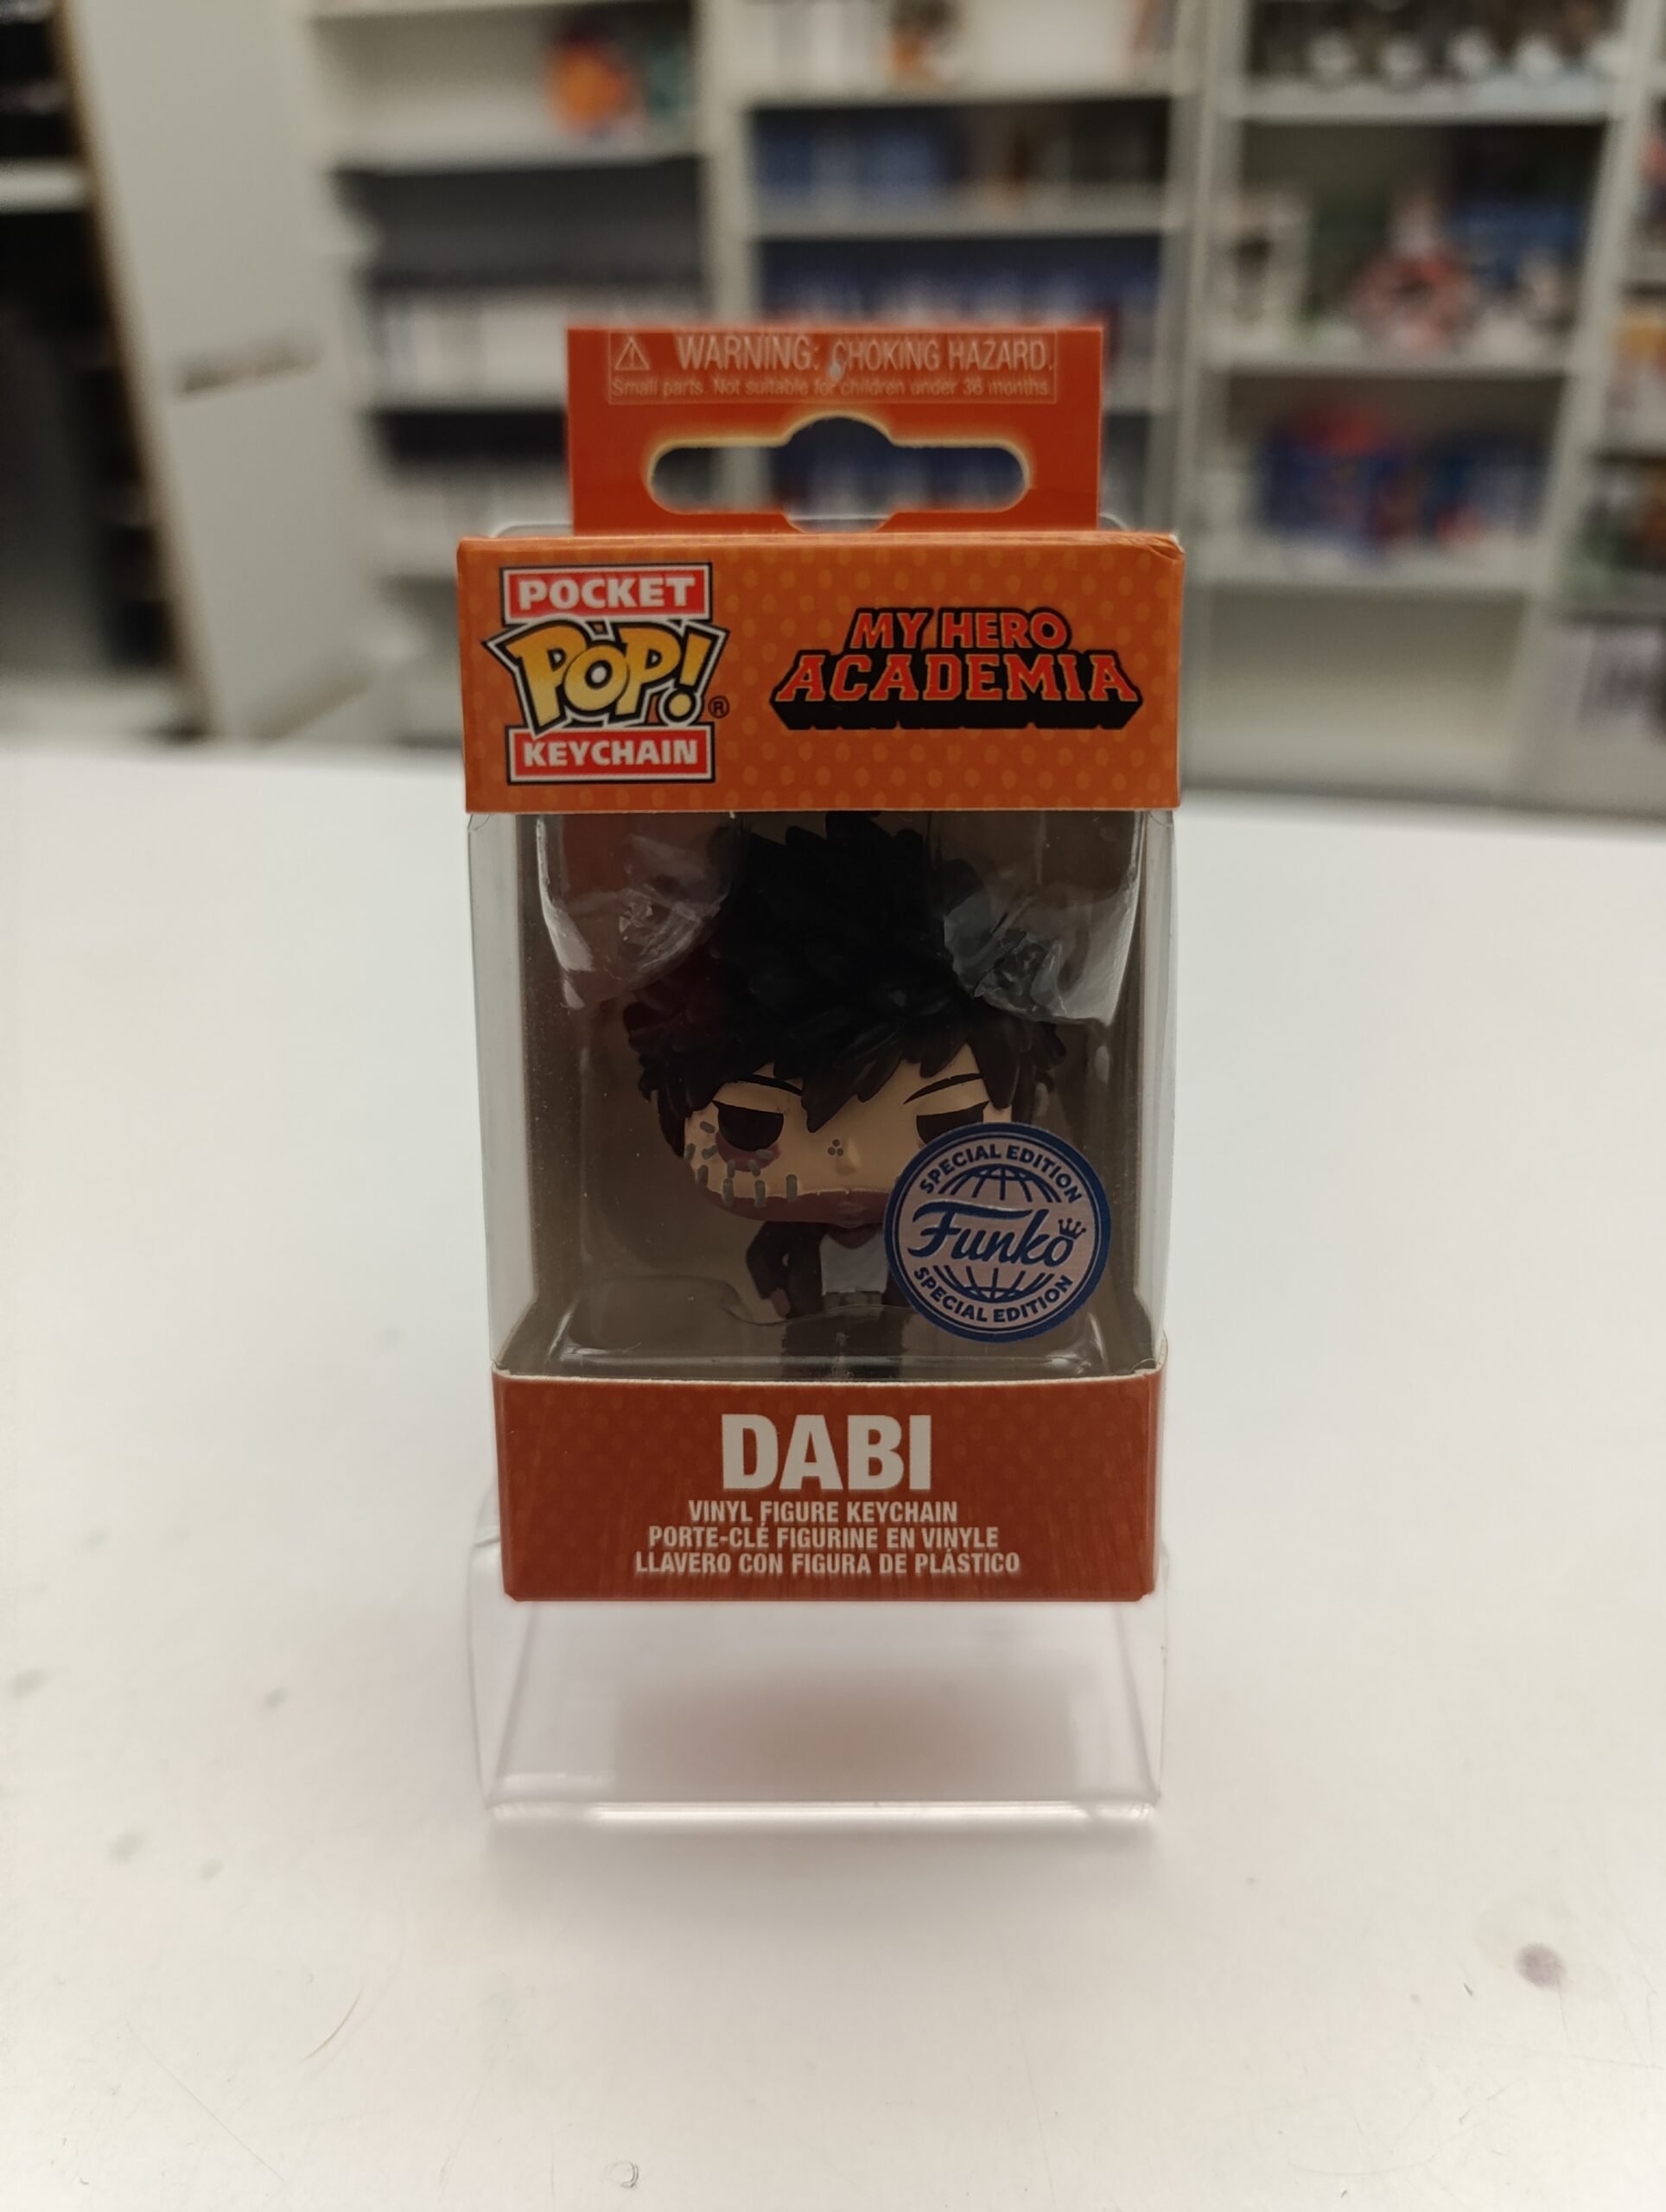 WARNING: CHOKING HAZARD.
Small parts. Not suitable for children under 36 months.
POCKET
POP!®
KEYCHAIN
MY HERO
ACADEMIA
SPECIAL EDITION
Funko
SPECIAL EDITION
DABI
VINYL FIGURE KEYCHAIN
PORTE-CLÉ FIGURINE EN VINYLE
LLAVERO CON FIGURA DE PLÁSTICO